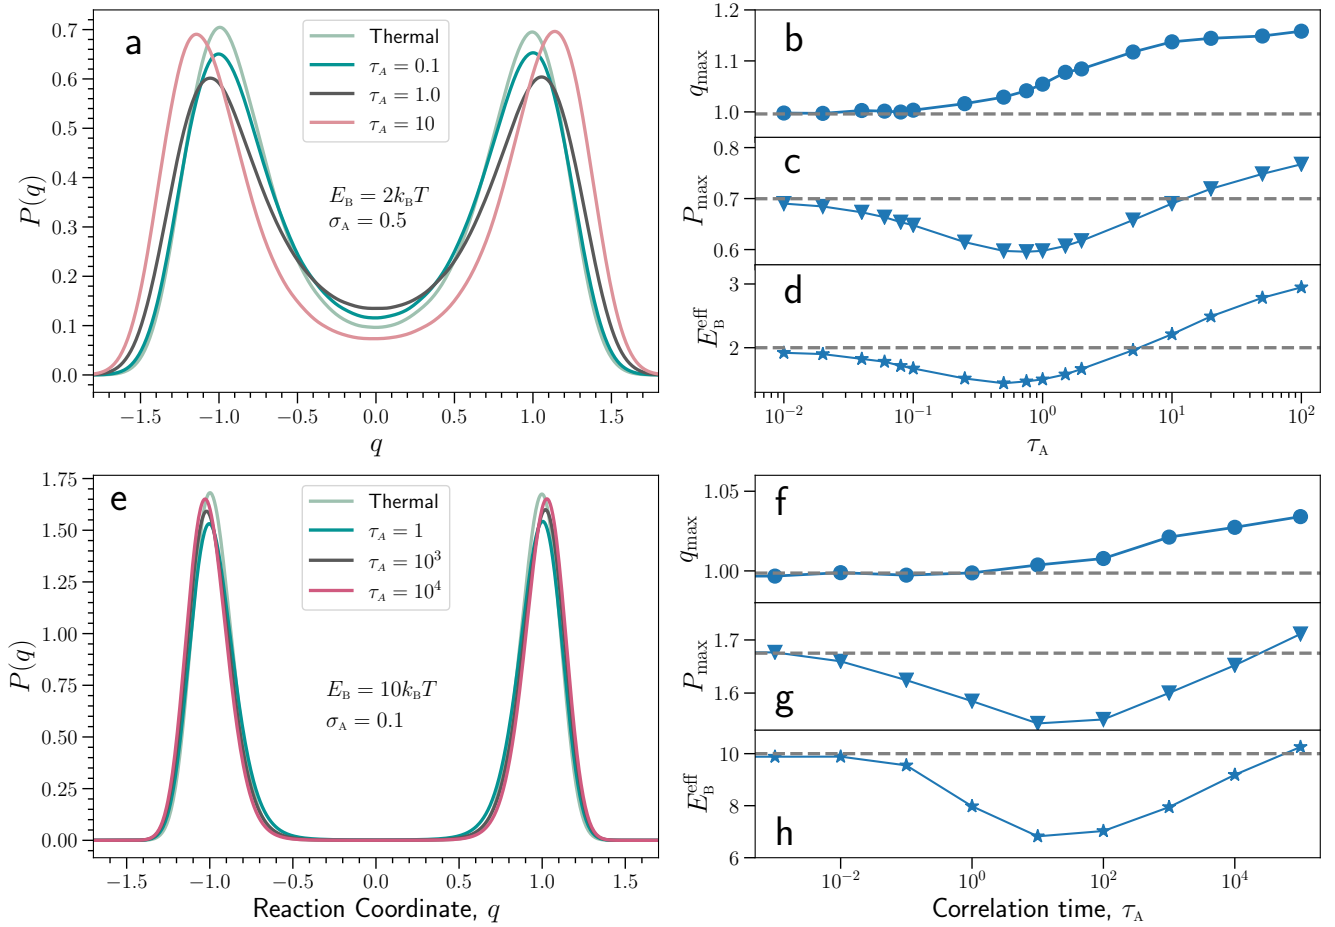 a
P(q)
0.7
0.6
0.5
0.4
0.3
0.2
0.1
0.0
Thermal
τ_A = 0.1
τ_A = 1.0
τ_A = 10
E_B = 2k_BT
σ_A = 0.5
−1.5 −1.0 −0.5 0.0 0.5 1.0 1.5
q
b
q_max
1.2
1.1
1.0
c
P_max
0.8
0.7
0.6
d
E_B^eff
3
2
10^−2 10^−1 10^0 10^1 10^2
τ_A
e
P(q)
1.75
1.50
1.25
1.00
0.75
0.50
0.25
0.00
Thermal
τ_A = 1
τ_A = 10^3
τ_A = 10^4
E_B = 10k_BT
σ_A = 0.1
−1.5 −1.0 −0.5 0.0 0.5 1.0 1.5
Reaction Coordinate, q
f
q_max
1.05
1.00
g
P_max
1.7
1.6
h
E_B^eff
10
8
6
10^−2 10^0 10^2 10^4
Correlation time, τ_A